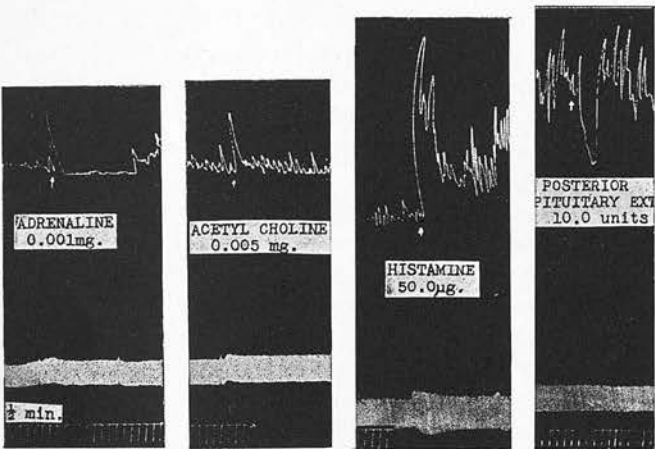 ADRENALINE
0.001mg.
ACETYL CHOLINE
0.005 mg.
HISTAMINE
50.0µg.
POSTERIOR
PITUITARY EXT
10.0 units
½ min.